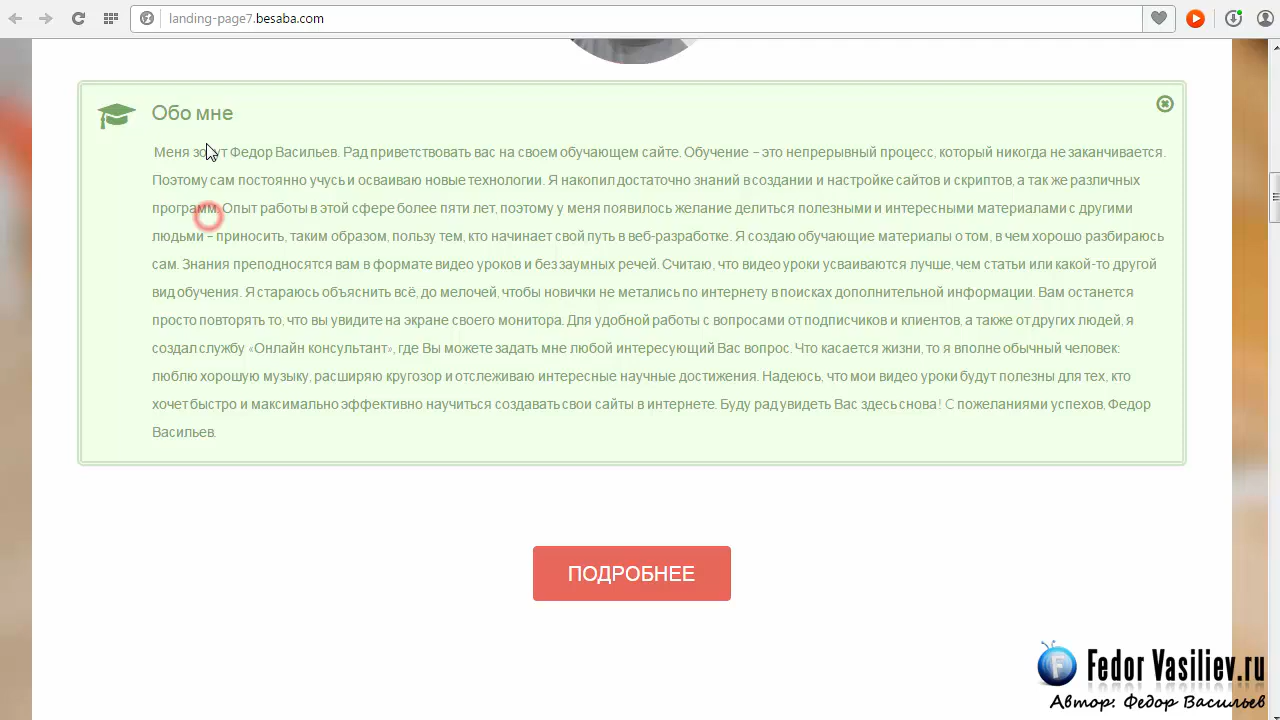 landing-page7.besaba.com
Обо мне
Меня зовут Федор Васильев. Рад приветствовать вас на своем обучающем сайте. Обучение – это непрерывный процесс, который никогда не заканчивается.
Поэтому сам постоянно учусь и осваиваю новые технологии. Я накопил достаточно знаний в создании и настройке сайтов и скриптов, а так же различных
программ. Опыт работы в этой сфере более пяти лет, поэтому у меня появилось желание делиться полезными и интересными материалами с другими
людьми – приносить, таким образом, пользу тем, кто начинает свой путь в веб-разработке. Я создаю обучающие материалы о том, в чем хорошо разбираюсь
сам. Знания преподносятся вам в формате видео уроков и без заумных речей. Считаю, что видео уроки усваиваются лучше, чем статьи или какой-то другой
вид обучения. Я стараюсь объяснить всё, до мелочей, чтобы новички не метались по интернету в поисках дополнительной информации. Вам останется
просто повторять то, что вы увидите на экране своего монитора. Для удобной работы с вопросами от подписчиков и клиентов, а также от других людей, я
создал службу «Онлайн консультант», где Вы можете задать мне любой интересующий Вас вопрос. Что касается жизни, то я вполне обычный человек:
люблю хорошую музыку, расширяю кругозор и отслеживаю интересные научные достижения. Надеюсь, что мои видео уроки будут полезны для тех, кто
хочет быстро и максимально эффективно научиться создавать свои сайты в интернете. Буду рад увидеть Вас здесь снова! С пожеланиями успехов, Федор
Васильев.
ПОДРОБНЕЕ
Fedor Vasiliev.ru
Автор: Федор Васильев